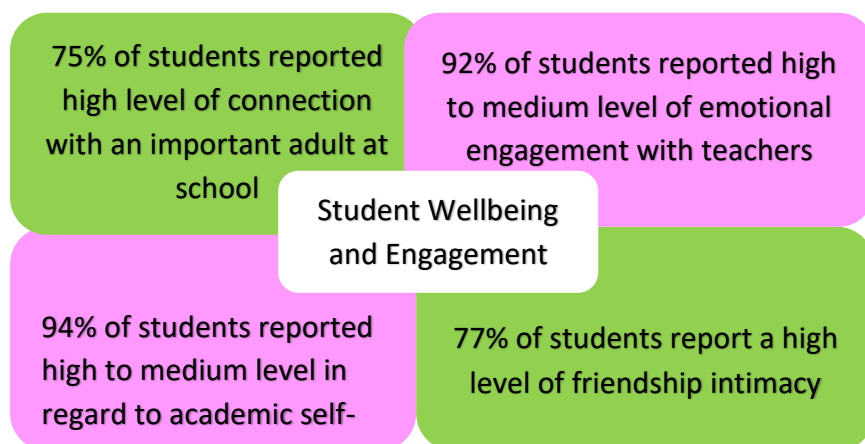 75% of students reported
high level of connection
with an important adult at
school
92% of students reported high
to medium level of emotional
engagement with teachers
Student Wellbeing
and Engagement
94% of students reported
high to medium level in
regard to academic self-
77% of students report a high
level of friendship intimacy